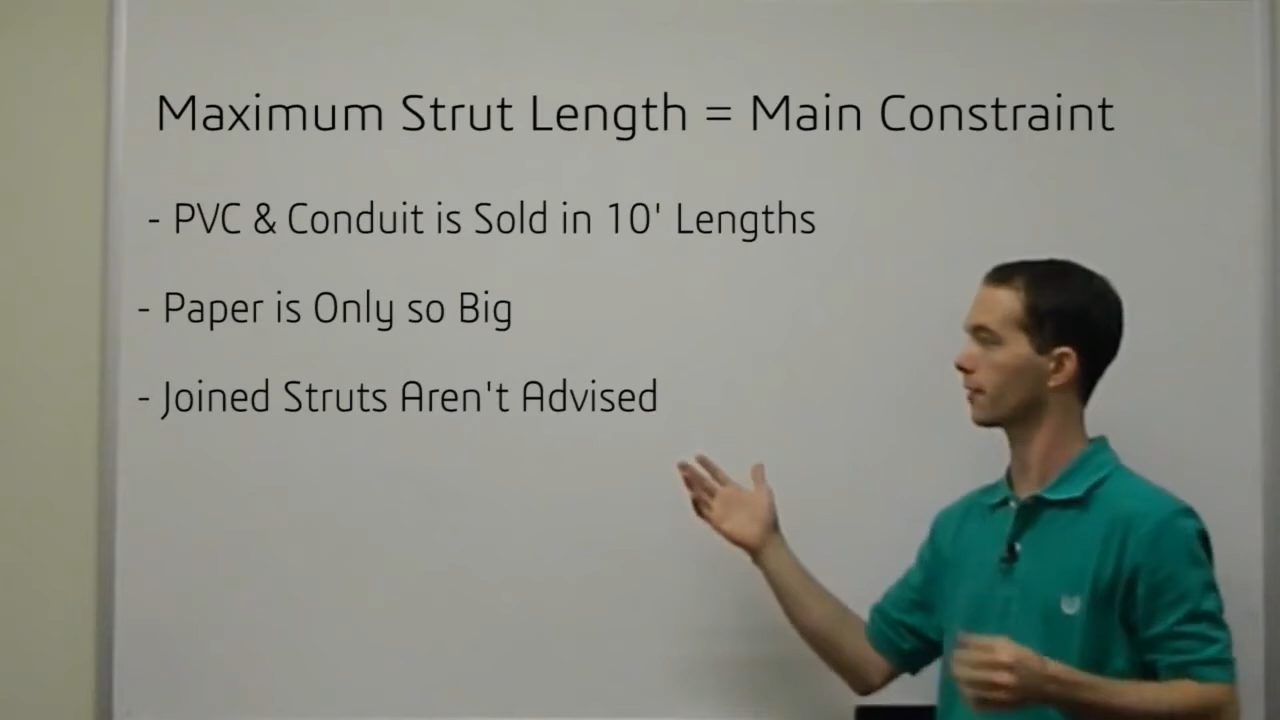 Maximum Strut Length = Main Constraint
- PVC & Conduit is Sold in 10' Lengths
- Paper is Only so Big
- Joined Struts Aren't Advised